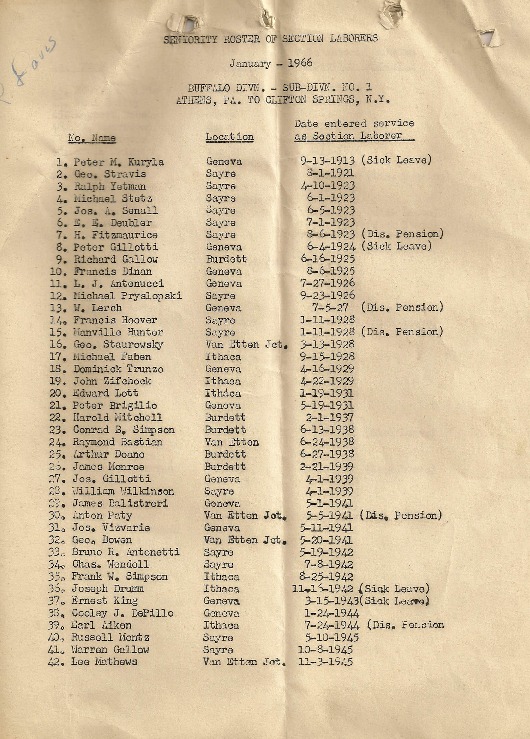 SENIORITY ROSTER OF SECTION LABORERS
January - 1966
BUFFALO DIVN. - SUB-DIVN. NO. 1
ATHENS, PA. TO CLIFTON SPRINGS, N.Y.
Date entered service
No. Name Location as Section Laborer
1. Peter M. Kuryla Geneva 9-13-1913 (Sick Leave)
2. Geo. Stravis Sayre 8-1-1921
3. Ralph Yetman Sayre 4-10-1923
4. Michael Stetz Sayre 6-1-1923
5. Jos. A. Senall Sayre 6-5-1923
6. E. E. Deubler Sayre 7-1-1923
7. H. Fitzmaurice Sayre 8-6-1923 (Dis. Pension)
8. Peter Gillotti Geneva 6-4-1924 (Sick Leave)
9. Richard Gallow Burdett 6-16-1925
10. Francis Dinan Geneva 8-6-1925
11. L. J. Antenucci Geneva 7-27-1926
12. Michael Pryslopski Sayre 9-23-1926
13. W. Lerch Geneva 7-5-27 (Dis. Pension)
14. Francis Hoover Sayre 1-11-1928
15. Manville Hunter Sayre 1-11-1928 (Dis. Pension)
16. Geo. Staurowsky Van Etten Jct. 3-13-1928
17. Michael Faben Ithaca 9-15-1928
18. Dominick Trunzo Geneva 4-16-1929
19. John Zifchock Ithaca 4-22-1929
20. Edward Lott Ithaca 1-19-1931
21. Peter Brigilio Geneva 5-19-1931
22. Harold Mitchell Burdett 2-1-1937
23. Conrad S. Simpson Burdett 6-13-1938
24. Raymond Bastian Van Etten 6-24-1938
25. Arthur Doane Burdett 6-27-1938
26. James Monroe Burdett 2-21-1939
27. Jos. Gillotti Geneva 4-1-1939
28. William Wilkinson Sayre 4-1-1939
29. James Balistreri Geneva 5-1-1941
30. Anton Paty Van Etten Jct. 5-5-1941 (Dis. Pension)
31. Jos. Vizvarie Geneva 5-11-1941
32. Geo. Bowen Van Etten Jct. 5-20-1941
33. Bruno R. Antonetti Sayre 5-19-1942
34. Chas. Wendell Sayre 7-8-1942
35. Frank W. Simpson Ithaca 8-25-1942
36. Joseph Drumm Ithaca 11-16-1942 (Sick Leave)
37. Ernest King Geneva 3-15-1943(Sick Leave)
38. Cooley J. DePillo Geneva 1-24-1944
39. Earl Aiken Ithaca 7-24-1944 (Dis. Pension
40. Russell Mentz Sayre 5-10-1945
41. Warren Gallow Sayre 10-8-1945
42. Lee Mathews Van Etten Jct. 11-3-1945